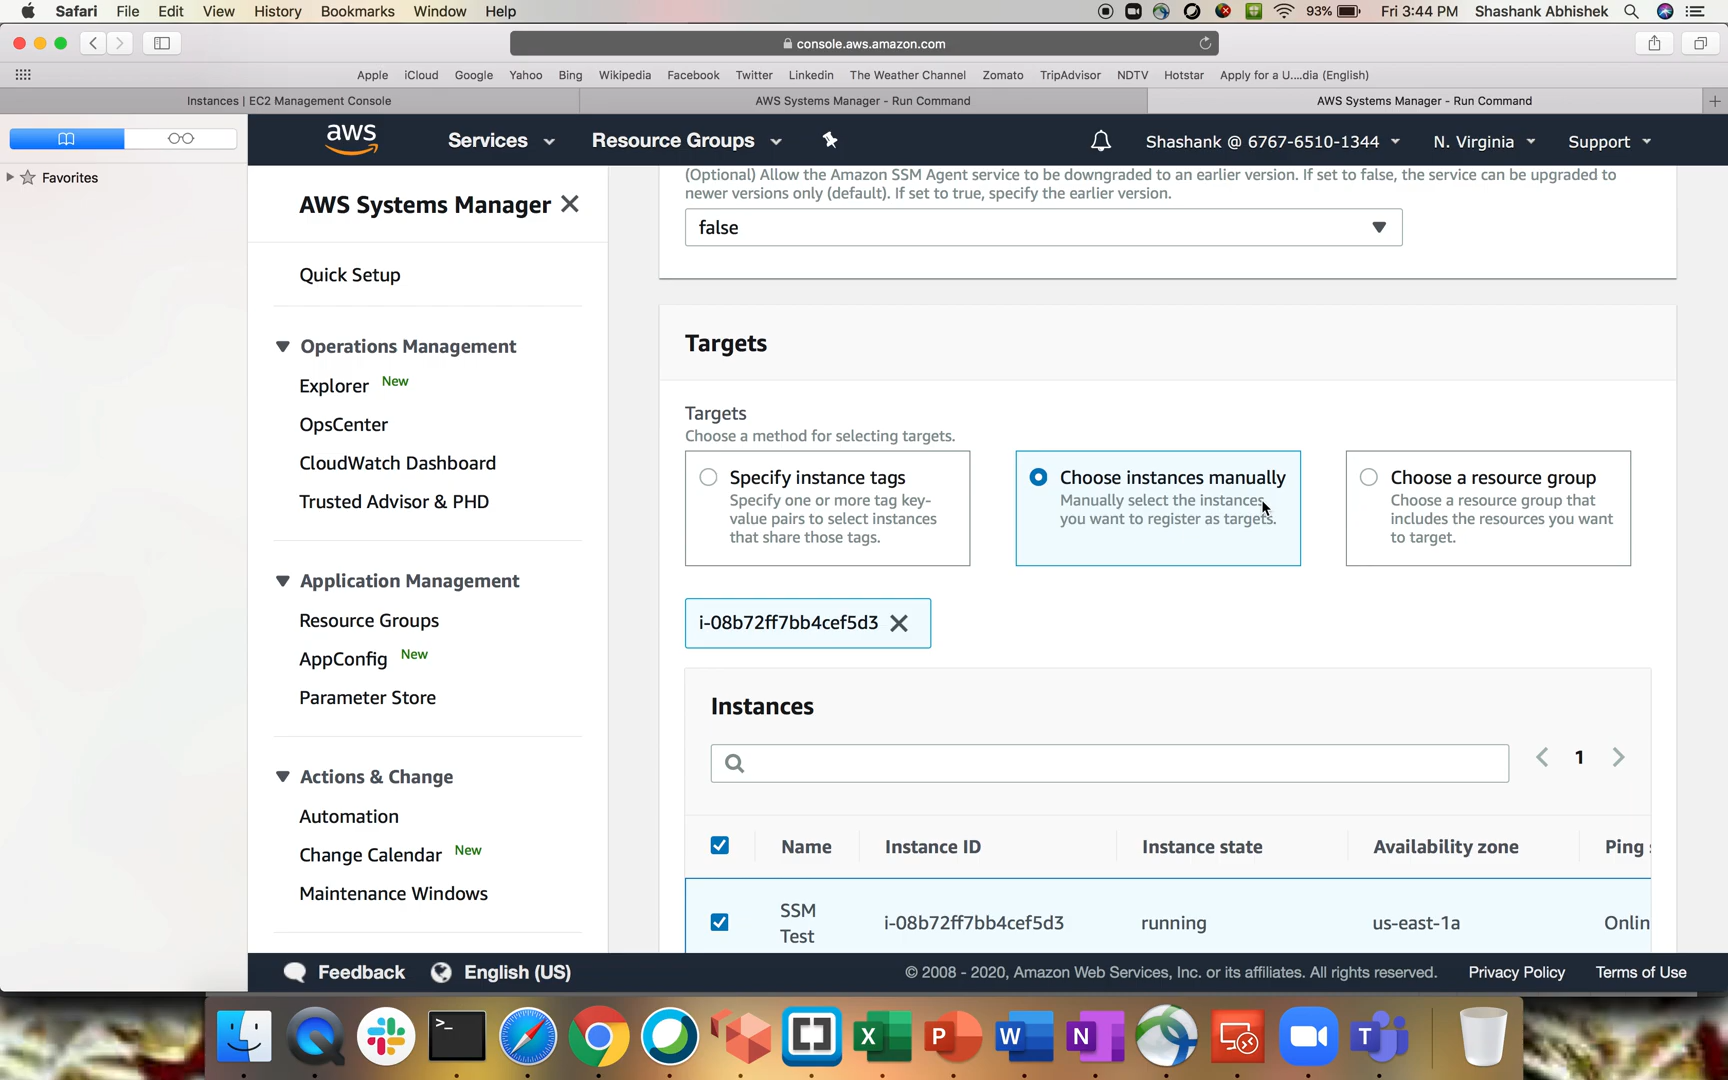 Safari File Edit View History Bookmarks Window Help 93% Fri 3:44 PM Shashank Abhishek
console.aws.amazon.com
Apple iCloud Google Yahoo Bing Wikipedia Facebook Twitter Linkedin The Weather Channel Zomato TripAdvisor NDTV Hotstar Apply for a U....dia (English)
Instances | EC2 Management Console AWS Systems Manager - Run Command AWS Systems Manager - Run Command
aws Services Resource Groups Shashank @ 6767-6510-1344 N. Virginia Support
Favorites
AWS Systems Manager
Quick Setup
Operations Management
Explorer New
OpsCenter
CloudWatch Dashboard
Trusted Advisor & PHD
Application Management
Resource Groups
AppConfig New
Parameter Store
Actions & Change
Automation
Change Calendar New
Maintenance Windows
(Optional) Allow the Amazon SSM Agent service to be downgraded to an earlier version. If set to false, the service can be upgraded to
newer versions only (default). If set to true, specify the earlier version.
false
Targets
Targets
Choose a method for selecting targets.
Specify instance tags
Specify one or more tag key-
value pairs to select instances
that share those tags.
Choose instances manually
Manually select the instances
you want to register as targets.
Choose a resource group
Choose a resource group that
includes the resources you want
to target.
i-08b72ff7bb4cef5d3
Instances
1
Name Instance ID Instance state Availability zone Ping
SSM
Test
i-08b72ff7bb4cef5d3 running us-east-1a Onlin
Feedback English (US) © 2008 - 2020, Amazon Web Services, Inc. or its affiliates. All rights reserved. Privacy Policy Terms of Use
X P W N T